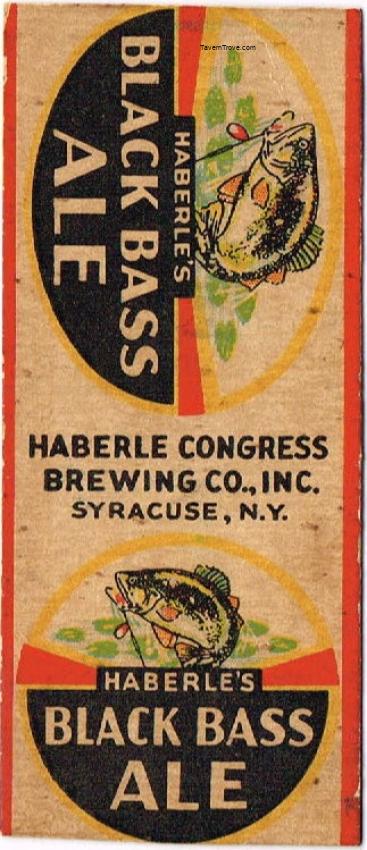 TavernTrove.com
HABERLE'S
BLACK BASS
ALE
HABERLE CONGRESS
BREWING CO., INC.
SYRACUSE, N.Y.
HABERLE'S
BLACK BASS
ALE